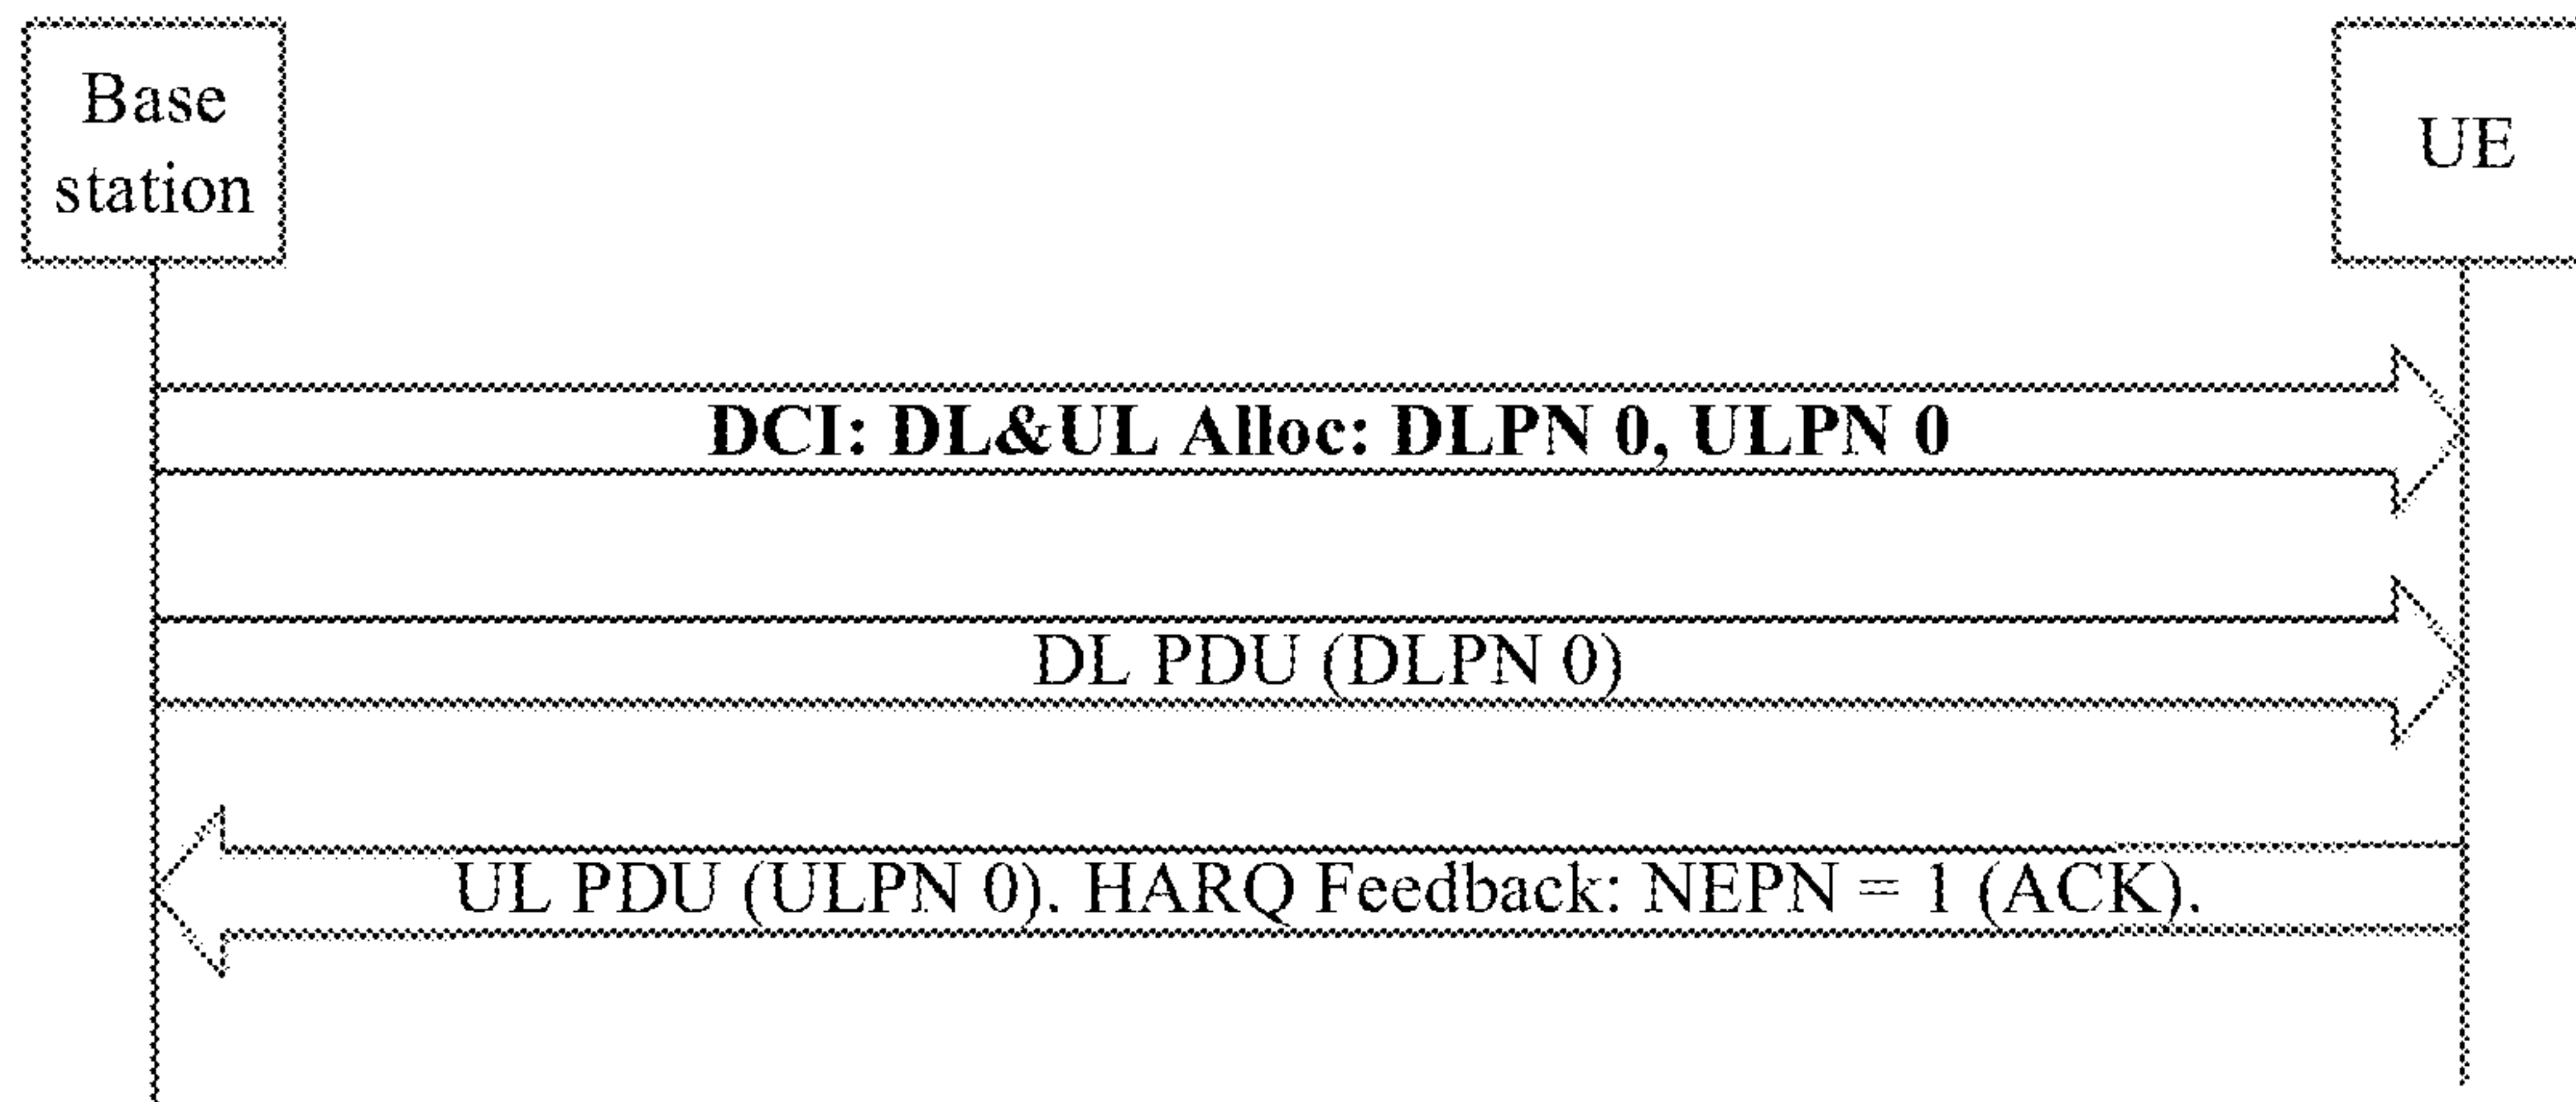 Base
station
UE
DCI: DL&UL Alloc: DLPN 0, ULPN 0
DL PDU (DLPN 0)
UL PDU (ULPN 0). HARQ Feedback: NEPN = 1 (ACK).